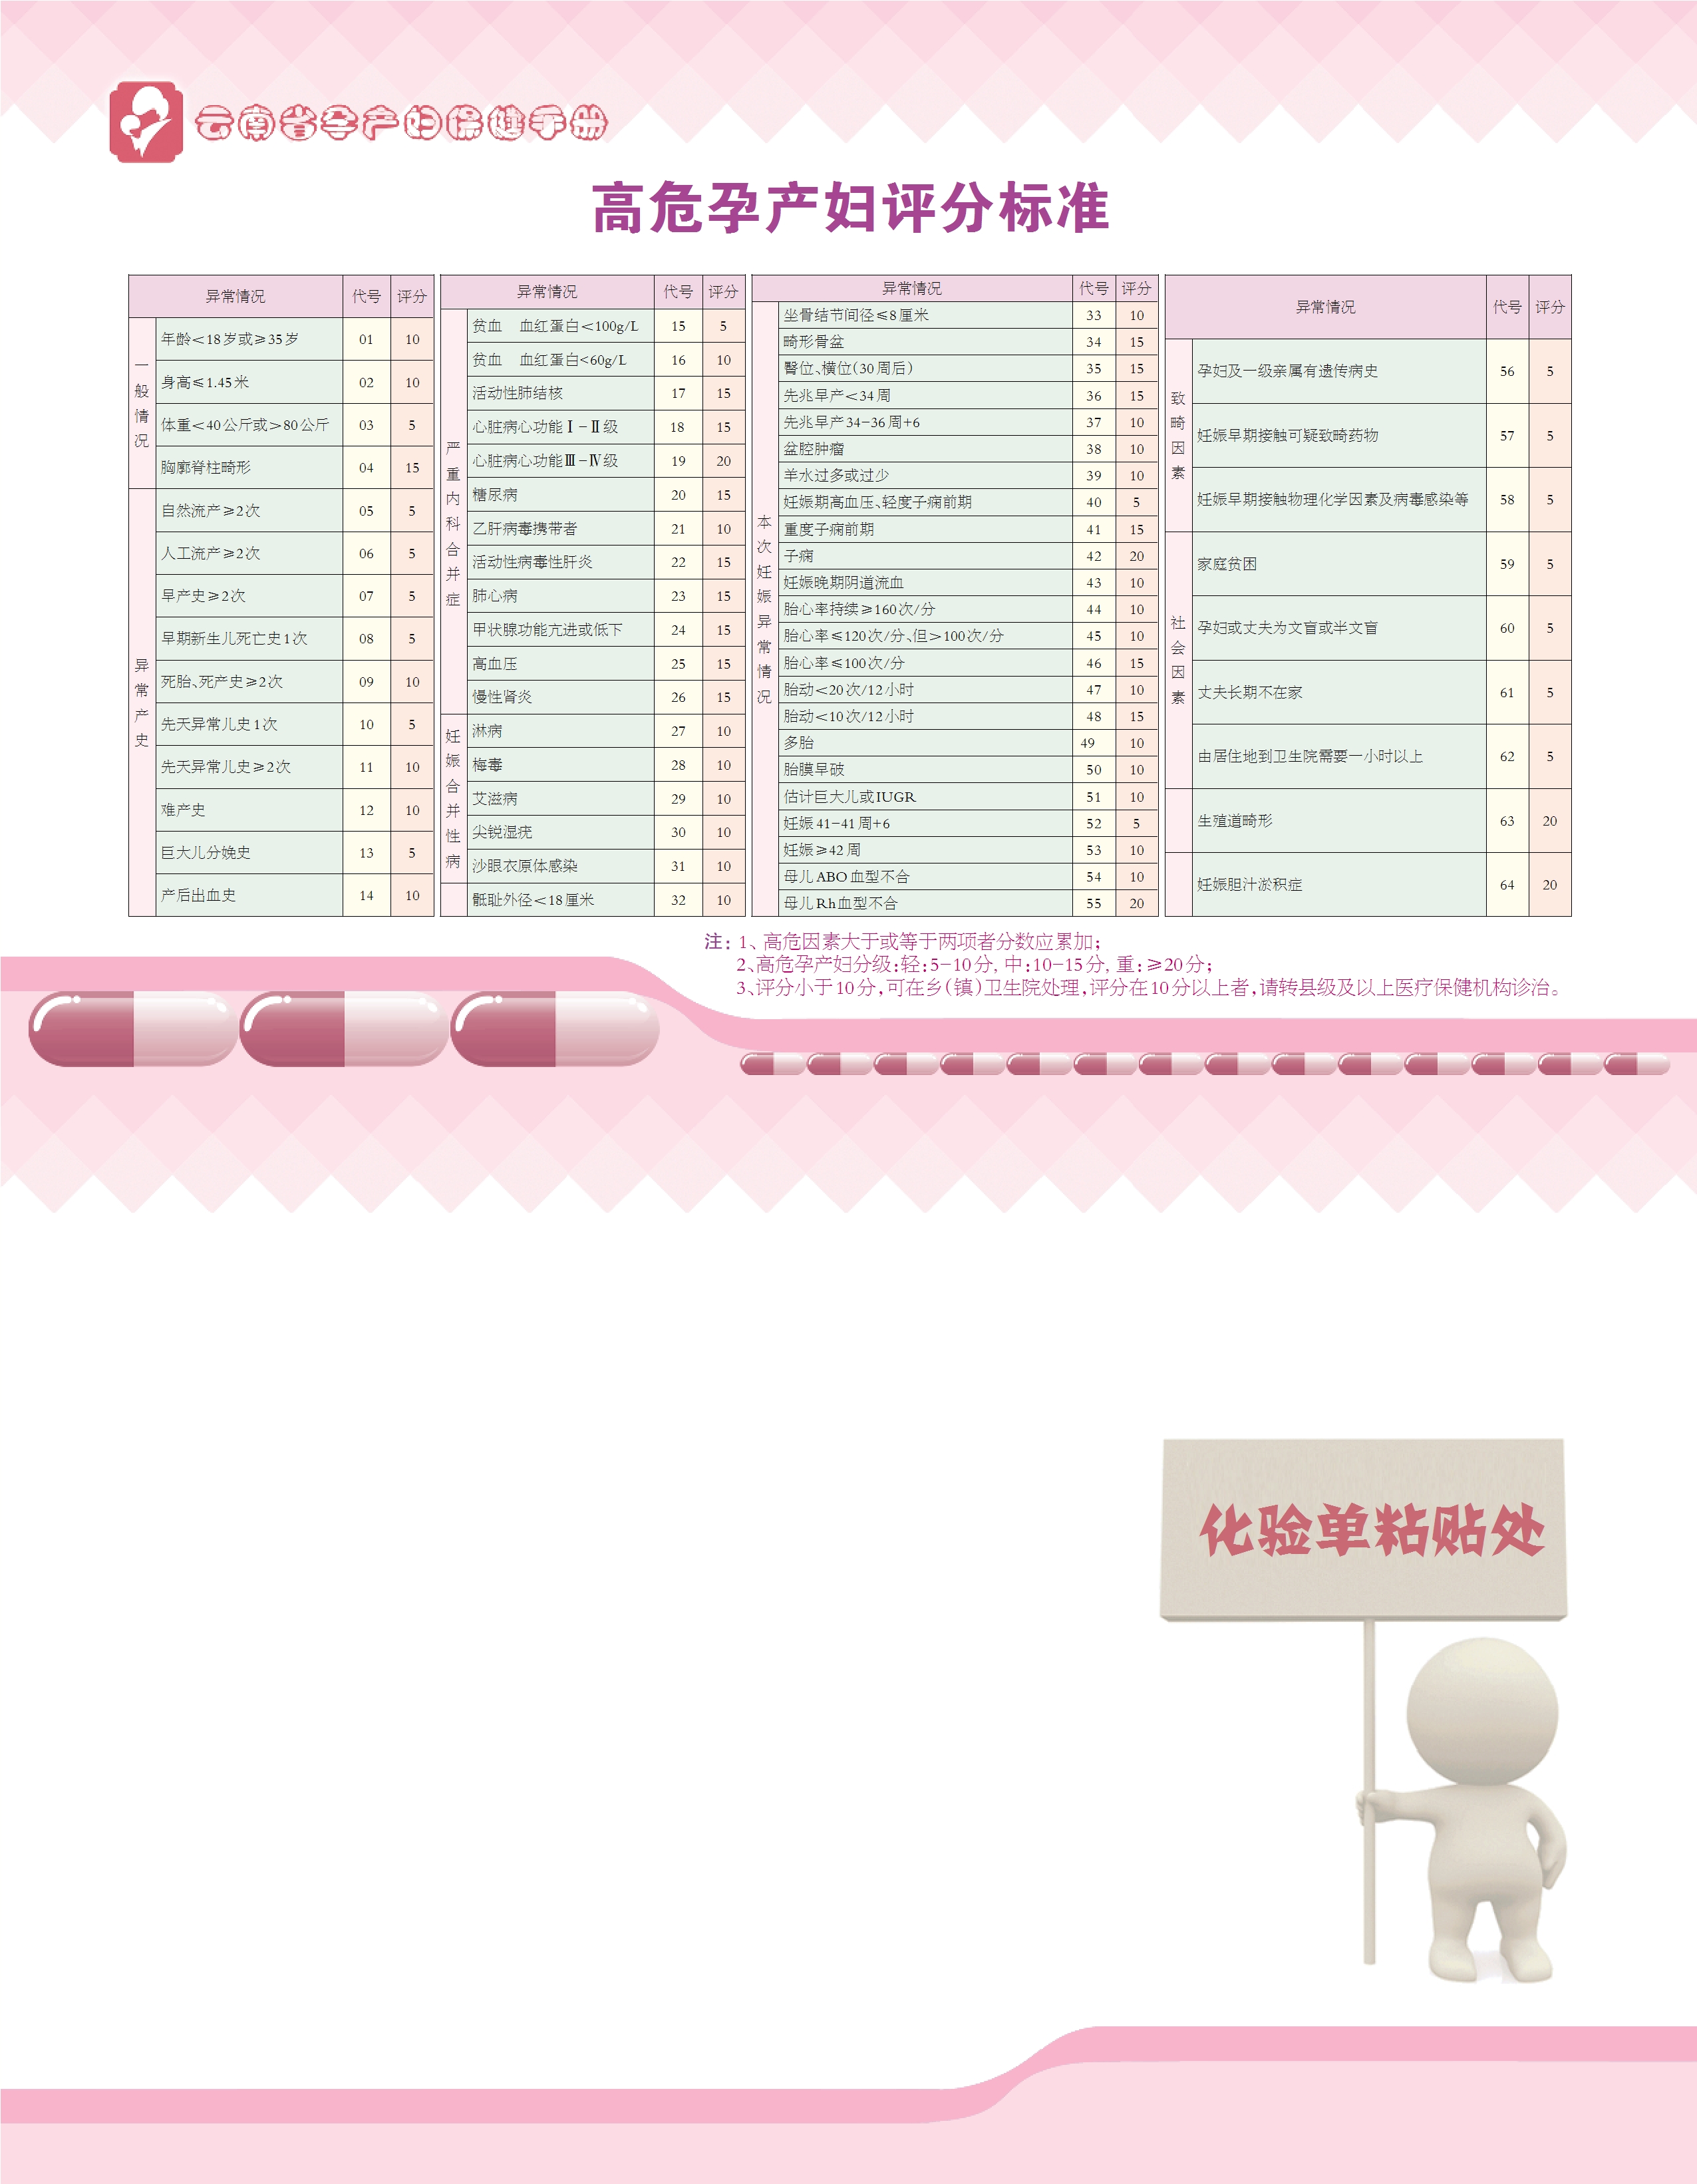 云南省孕产妇保健手册
高危孕产妇评分标准
异常情况 代号 评分
一般情况
年龄＜18岁或≥35岁 01 10
身高≤1.45米 02 10
体重＜40公斤或＞80公斤 03 5
胸廓脊柱畸形 04 15
异常产史
自然流产≥2次 05 5
人工流产≥2次 06 5
早产史≥2次 07 5
早期新生儿死亡史1次 08 5
死胎、死产史≥2次 09 10
先天异常儿史1次 10 5
先天异常儿史≥2次 11 10
难产史 12 10
巨大儿分娩史 13 5
产后出血史 14 10
异常情况 代号 评分
严重内科合并症
贫血 血红蛋白＜100g/L 15 5
贫血 血红蛋白<60g/L 16 10
活动性肺结核 17 15
心脏病心功能Ⅰ-Ⅱ级 18 15
心脏病心功能Ⅲ-Ⅳ级 19 20
糖尿病 20 15
乙肝病毒携带者 21 10
活动性病毒性肝炎 22 15
肺心病 23 15
甲状腺功能亢进或低下 24 15
高血压 25 15
慢性肾炎 26 15
妊娠合并性病
淋病 27 10
梅毒 28 10
艾滋病 29 10
尖锐湿疣 30 10
沙眼衣原体感染 31 10
骶耻外径＜18厘米 32 10
异常情况 代号 评分
本次妊娠异常情况
坐骨结节间径≤8厘米 33 10
畸形骨盆 34 15
臀位、横位（30周后） 35 15
先兆早产＜34周 36 15
先兆早产34-36周+6 37 10
盆腔肿瘤 38 10
羊水过多或过少 39 10
妊娠期高血压、轻度子痫前期 40 5
重度子痫前期 41 15
子痫 42 20
妊娠晚期阴道流血 43 10
胎心率持续≥160次/分 44 10
胎心率≤120次/分、但＞100次/分 45 10
胎心率≤100次/分 46 15
胎动＜20次/12小时 47 10
胎动＜10次/12小时 48 15
多胎 49 10
胎膜早破 50 10
估计巨大儿或IUGR 51 10
妊娠41-41周+6 52 5
妊娠≥42周 53 10
母儿ABO血型不合 54 10
母儿Rh血型不合 55 20
异常情况 代号 评分
致畸因素
孕妇及一级亲属有遗传病史 56 5
妊娠早期接触可疑致畸药物 57 5
妊娠早期接触物理化学因素及病毒感染等 58 5
社会因素
家庭贫困 59 5
孕妇或丈夫为文盲或半文盲 60 5
丈夫长期不在家 61 5
由居住地到卫生院需要一小时以上 62 5
生殖道畸形 63 20
妊娠胆汁淤积症 64 20
注：1、高危因素大于或等于两项者分数应累加；
2、高危孕产妇分级：轻：5-10分，中：10-15分，重：≥20分；
3、评分小于10分，可在乡（镇）卫生院处理，评分在10分以上者，请转县级及以上医疗保健机构诊治。
化验单粘贴处